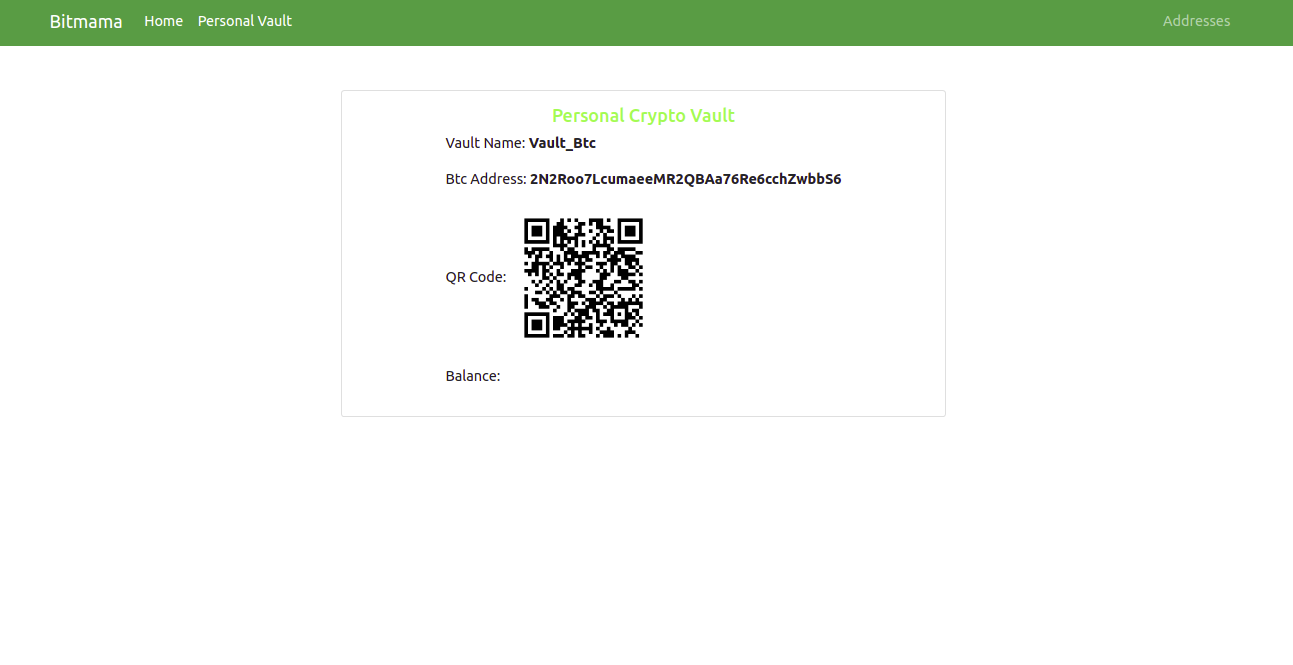 Bitmama Home Personal Vault Addresses
Personal Crypto Vault
Vault Name: Vault_Btc
Btc Address: 2N2Roo7LcumaeeMR2QBAa76Re6cchZwbbS6
QR Code:
Balance: